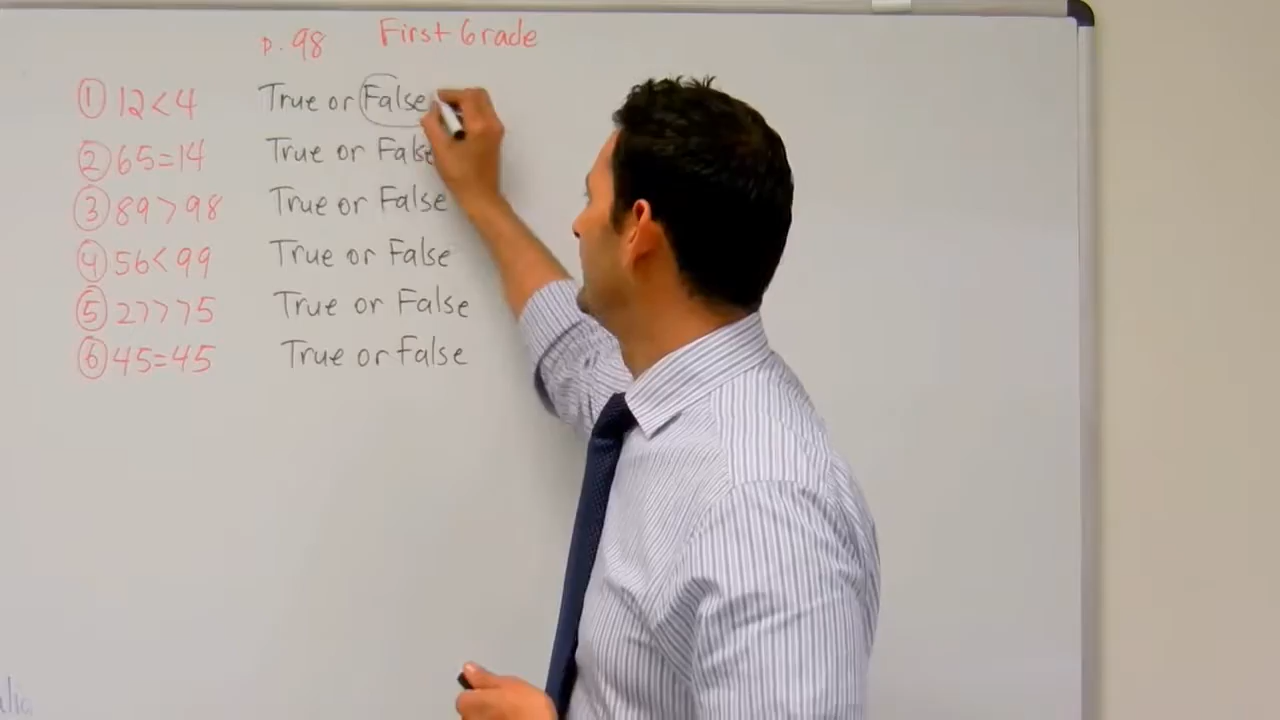 p. 98 First Grade
① 12<4 True or False
② 65=14 True or False
③ 89>98 True or False
④ 56<99 True or False
⑤ 27>75 True or False
⑥ 45=45 True or False